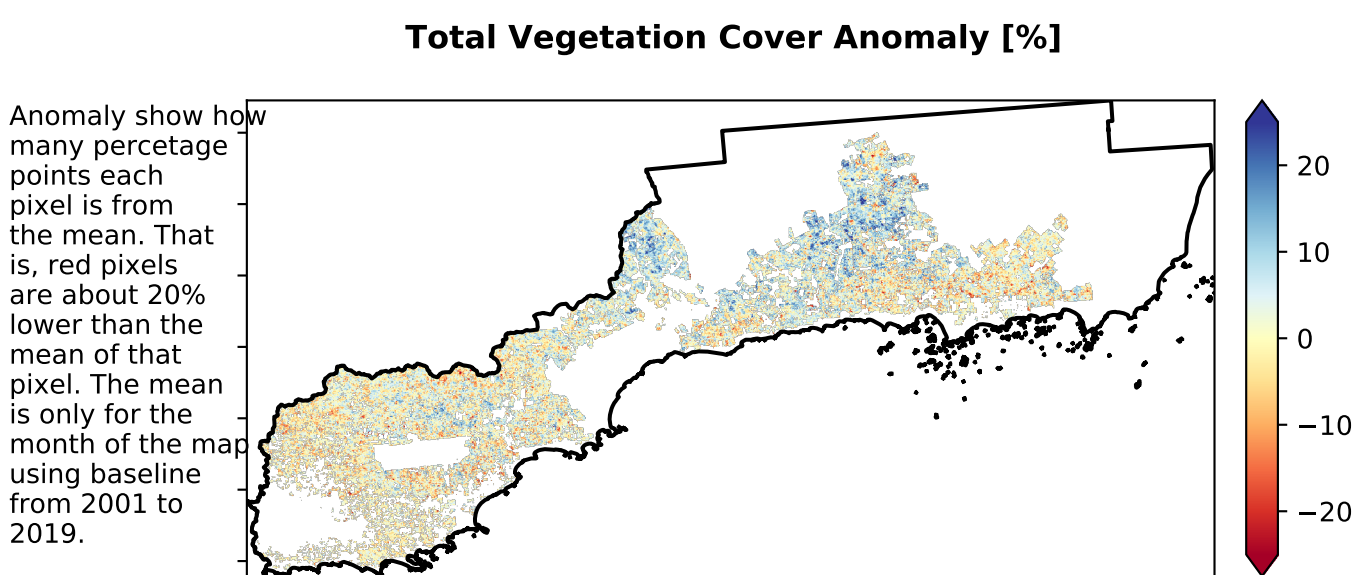 Total Vegetation Cover Anomaly [%]
Anomaly show how
many percetage
points each
pixel is from
the mean. That
is, red pixels
are about 20%
lower than the
mean of that
pixel. The mean
is only for the
month of the map
using baseline
from 2001 to
2019.
20
10
0
−10
−20